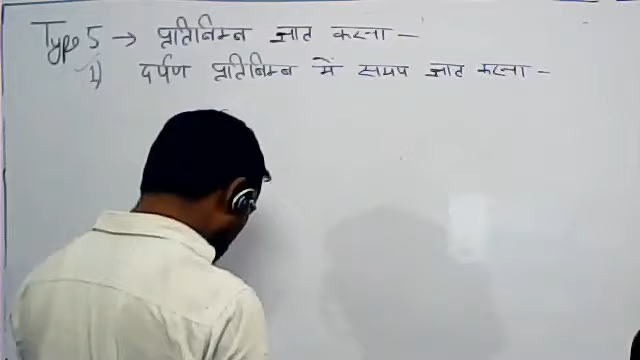 Type 5 → प्रतिबिम्ब ज्ञात करना —
1) दर्पण प्रतिबिम्ब में समय ज्ञात करना —